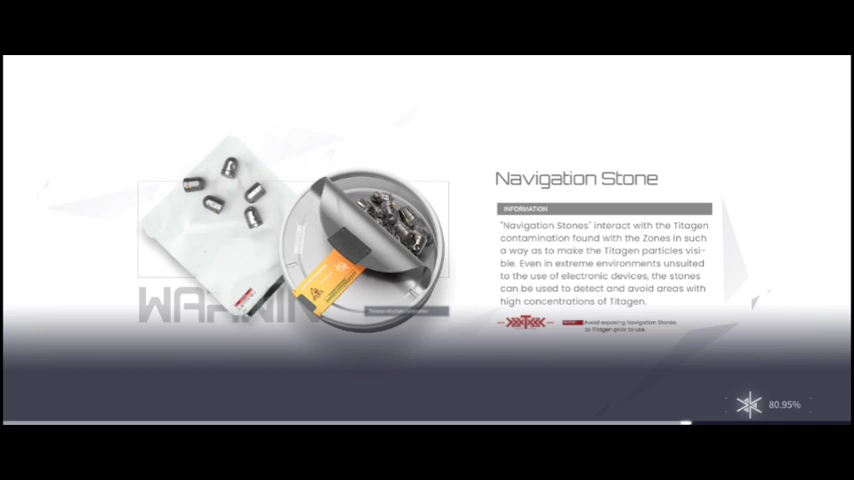 Navigation Stone
INFORMATION
"Navigation Stones" interact with the Titagen
contamination found with the Zones in such
a way as to make the Titagen particles visi-
ble. Even in extreme environments unsuited
to the use of electronic devices, the stones
can be used to detect and avoid areas with
high concentrations of Titagen.
Avoid exposing Navigation Stones
to Titagen prior to use.
WARNIN
80.95%